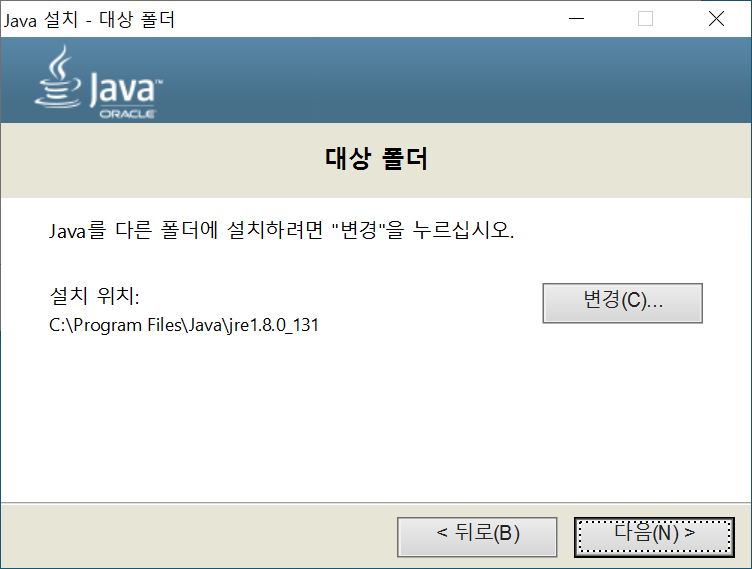 Java 설치 - 대상 폴더
Java™
ORACLE
대상 폴더
Java를 다른 폴더에 설치하려면 "변경"을 누르십시오.
설치 위치:
변경(C)...
C:\Program Files\Java\jre1.8.0_131
< 뒤로(B)
다음(N) >